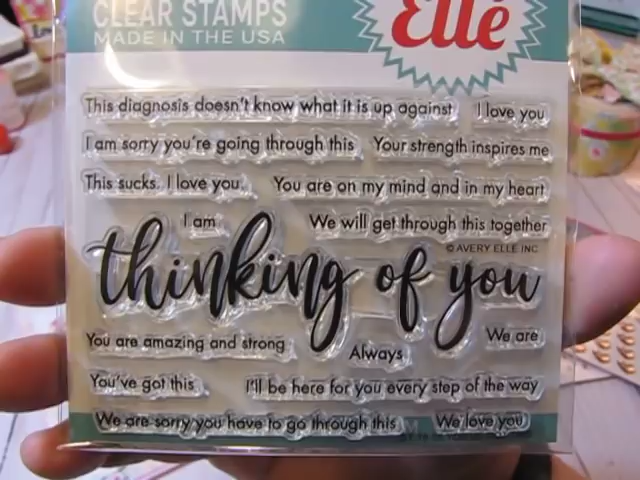 CLEAR STAMPS
MADE IN THE USA
Elle
This diagnosis doesn't know what it is up against
I love you
I am sorry you're going through this
Your strength inspires me
This sucks. I love you.
You are on my mind and in my heart
I am
We will get through this together
© AVERY ELLE INC.
thinking of you
You are amazing and strong
Always
We are
You've got this
I'll be here for you every step of the way
We are sorry you have to go through this
We love you